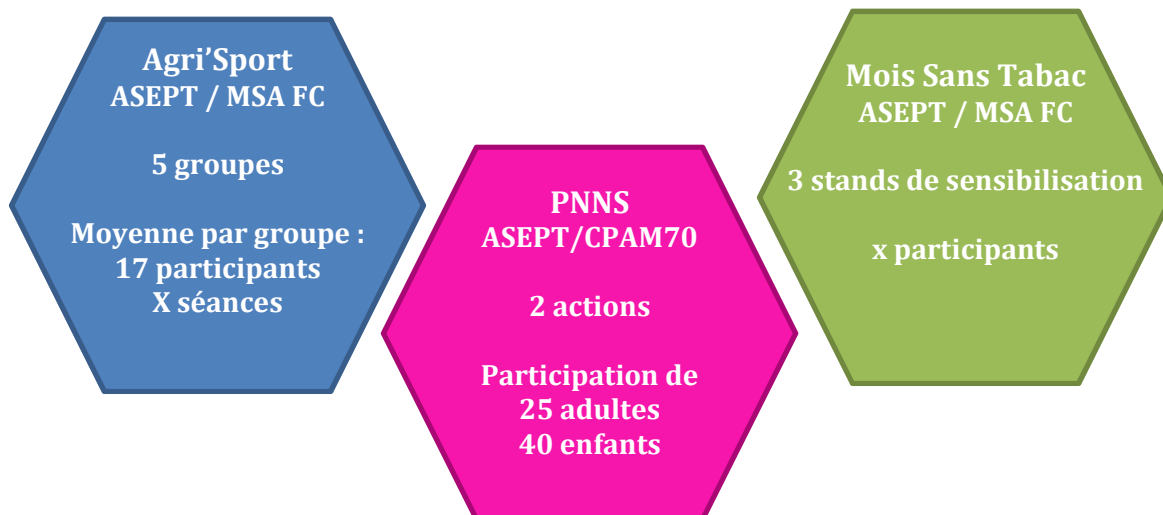 Agri’Sport
ASEPT / MSA FC
5 groupes
Moyenne par groupe :
17 participants
X séances
PNNS
ASEPT/CPAM70
2 actions
Participation de
25 adultes
40 enfants
Mois Sans Tabac
ASEPT / MSA FC
3 stands de sensibilisation
x participants